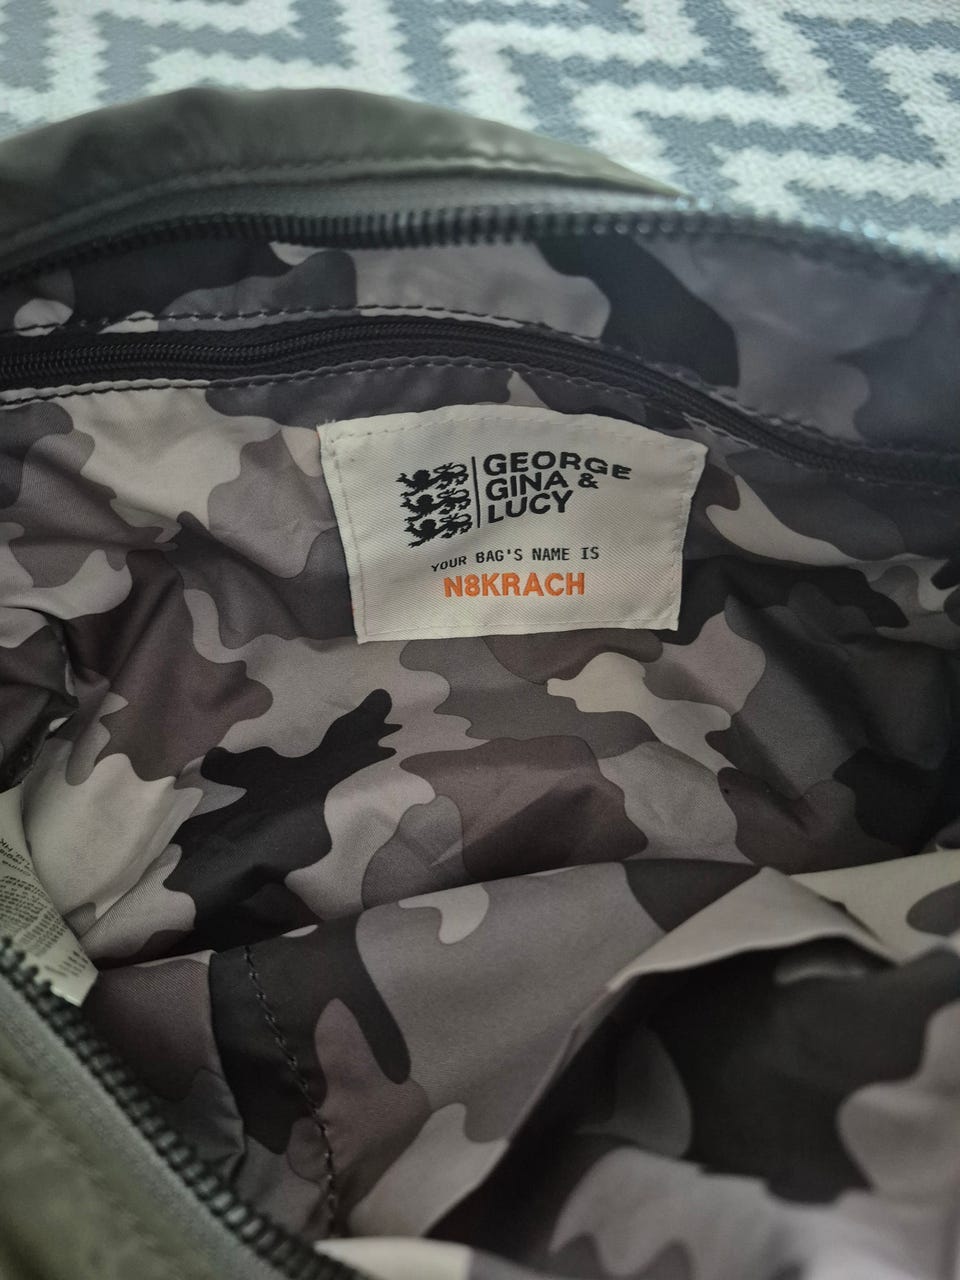 GEORGE
GINA &
LUCY
YOUR BAG'S NAME IS
N8KRACH